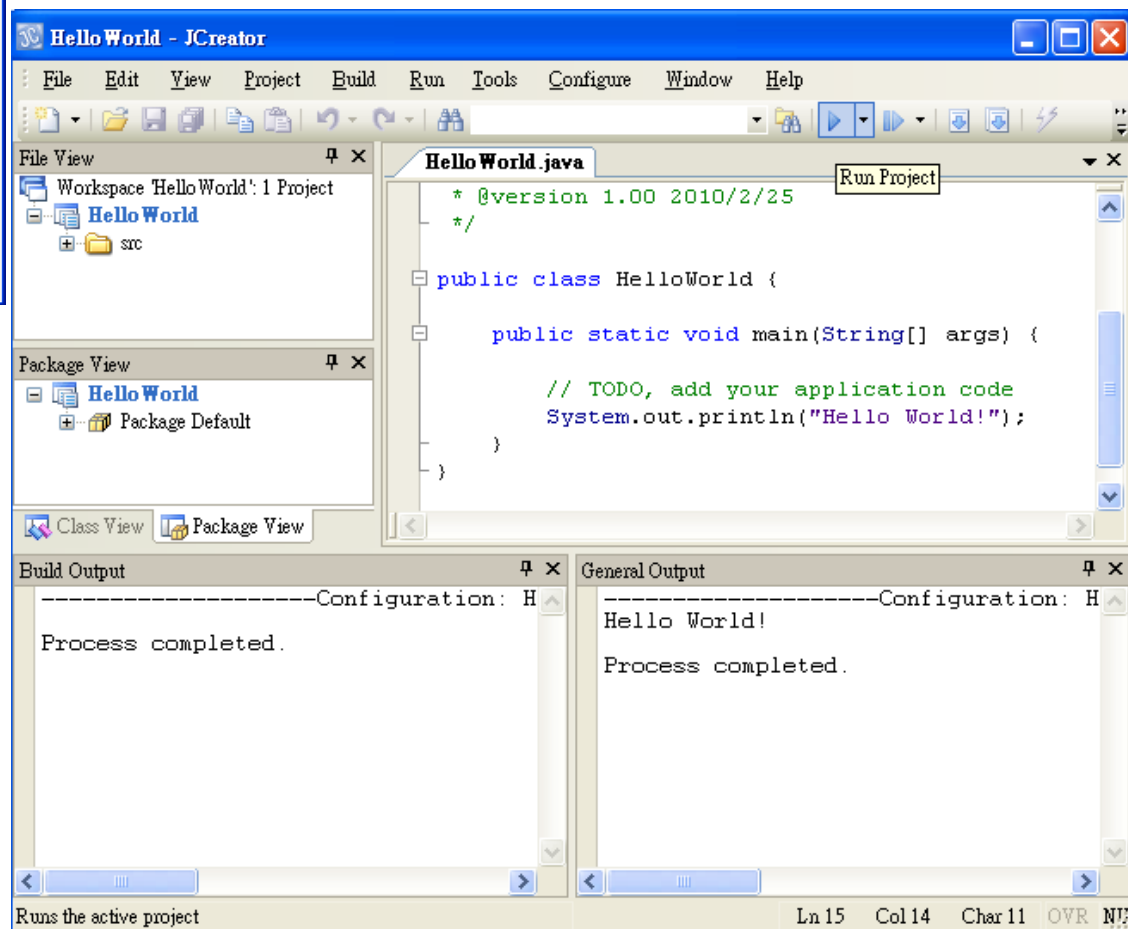 HelloWorld - JCreator
File Edit View Project Build Run Tools Configure Window Help
File View
Workspace 'HelloWorld': 1 Project
HelloWorld
src
Package View
HelloWorld
Package Default
Class View Package View
HelloWorld.java
Run Project
* @version 1.00 2010/2/25
*/
public class HelloWorld {
public static void main(String[] args) {
// TODO, add your application code
System.out.println("Hello World!");
}
}
Build Output
--------------------Configuration: H
Process completed.
General Output
--------------------Configuration: H
Hello World!
Process completed.
Runs the active project Ln 15 Col 14 Char 11 OVR